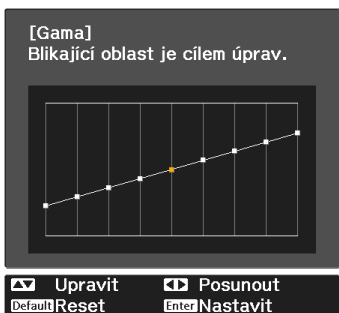 [Gama]
Blikající oblast je cílem úprav.
Upravit Posunout
Default Reset Enter Nastavit